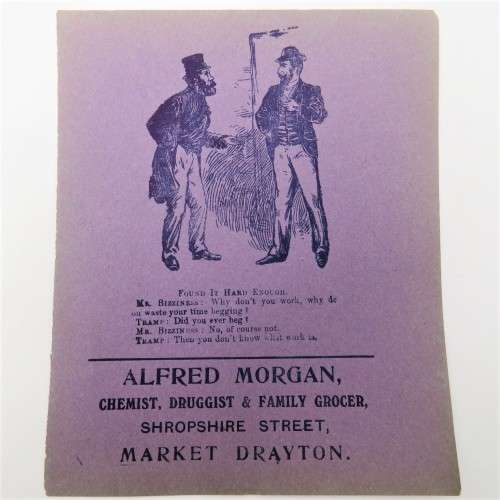 FOUND IT HARD ENOUGH.
MR. BIZZINESS: Why don't you work, why do
ou waste your time begging?
TRAMP: Did you ever beg?
MR. BIZZINESS: No, of course not.
TRAMP: Then you don't know what work is.
ALFRED MORGAN,
CHEMIST, DRUGGIST & FAMILY GROCER,
SHROPSHIRE STREET,
MARKET DRAYTON.